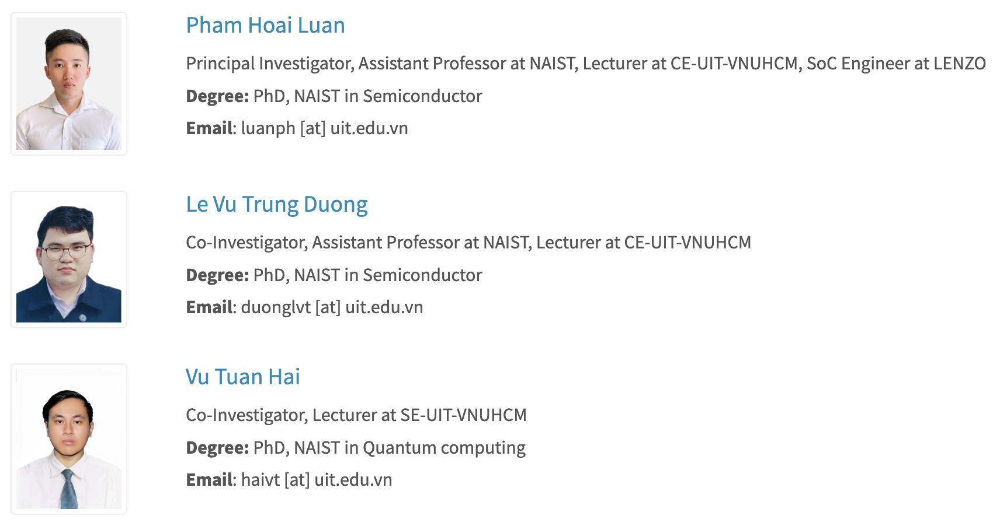 Pham Hoai Luan
Principal Investigator, Assistant Professor at NAIST, Lecturer at CE-UIT-VNUHCM, SoC Engineer at LENZO
Degree: PhD, NAIST in Semiconductor
Email: luanph [at] uit.edu.vn
Le Vu Trung Duong
Co-Investigator, Assistant Professor at NAIST, Lecturer at CE-UIT-VNUHCM
Degree: PhD, NAIST in Semiconductor
Email: duonglvt [at] uit.edu.vn
Vu Tuan Hai
Co-Investigator, Lecturer at SE-UIT-VNUHCM
Degree: PhD, NAIST in Quantum computing
Email: haivt [at] uit.edu.vn